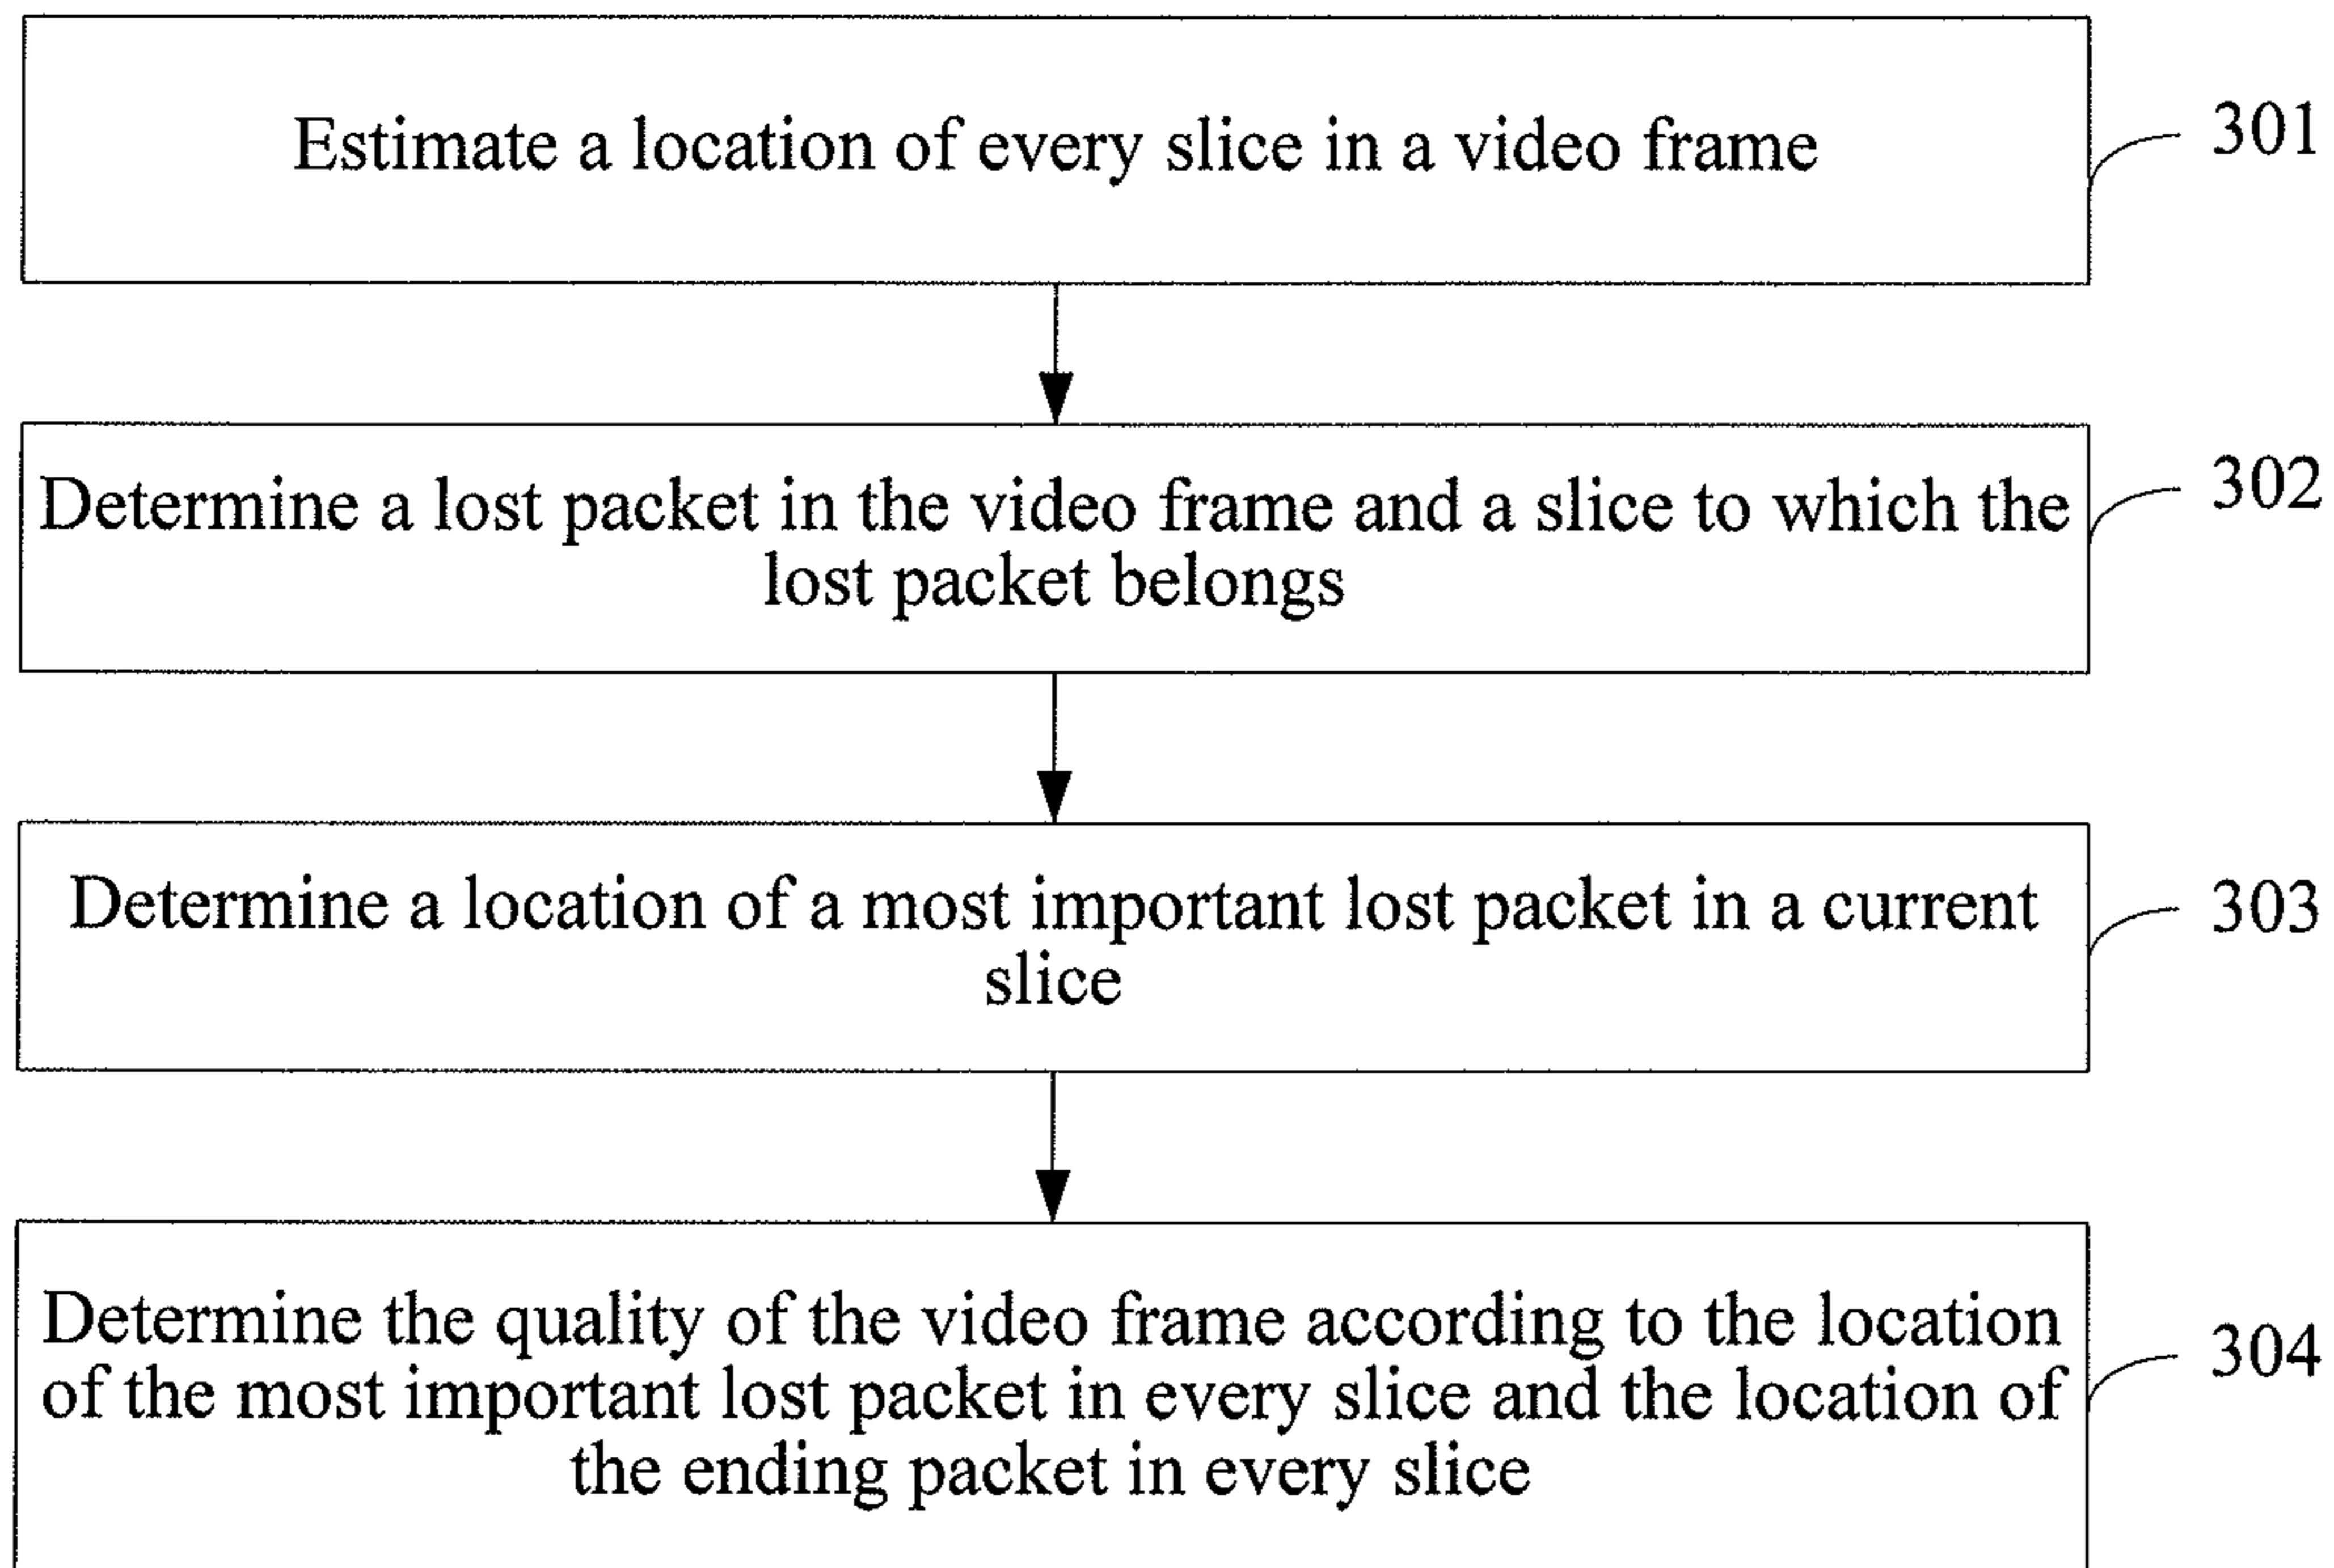 Estimate a location of every slice in a video frame
301
Determine a lost packet in the video frame and a slice to which the
lost packet belongs
302
Determine a location of a most important lost packet in a current
slice
303
Determine the quality of the video frame according to the location
of the most important lost packet in every slice and the location of
the ending packet in every slice
304